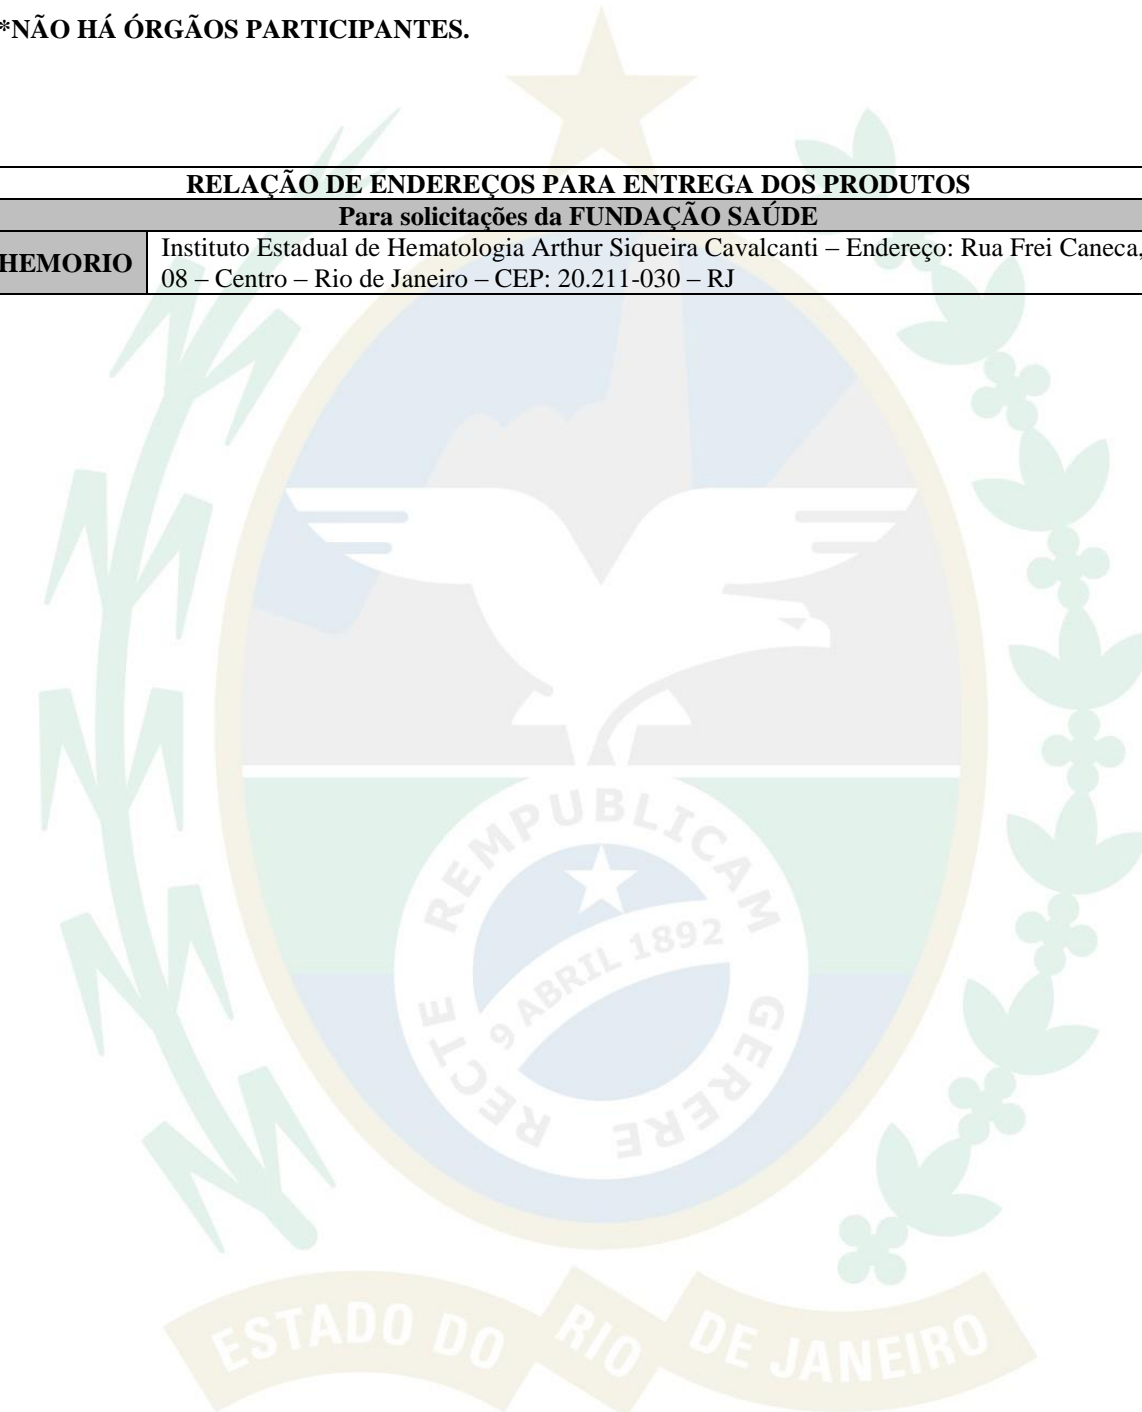 *NÃO HÁ ÓRGÃOS PARTICIPANTES.
RELAÇÃO DE ENDEREÇOS PARA ENTREGA DOS PRODUTOS
Para solicitações da FUNDAÇÃO SAÚDE
HEMORIO
Instituto Estadual de Hematologia Arthur Siqueira Cavalcanti – Endereço: Rua Frei Caneca,
08 – Centro – Rio de Janeiro – CEP: 20.211-030 – RJ
RECTE REMPUBLICAM GERERE
9 ABRIL 1892
ESTADO DO RIO DE JANEIRO